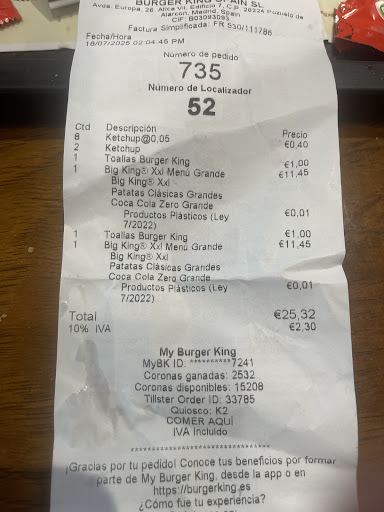 BURGER KING SPAIN SL
Avda. Europa, 26, Atica VII, Edificio 7, C.P. 28224 Pozuelo de
Alarcon, Madrid, Spain
CIF: B03093093
Factura Simplificada: FR 530/111786
Fecha/Hora
18/07/2025 02:04:45 PM
Número de pedido
735
Número de Localizador
52
Ctd Descripción Precio
8 Ketchup@0,05 €0,40
2 Ketchup
1 Toallas Burger King €1,00
1 Big King® Xxl Menú Grande €11,45
Big King® Xxl
Patatas Clásicas Grandes
Coca Cola Zero Grande
Productos Plásticos (Ley €0,01
7/2022)
1 Toallas Burger King €1,00
1 Big King® Xxl Menú Grande €11,45
Big King® Xxl
Patatas Clásicas Grandes
Coca Cola Zero Grande
Productos Plásticos (Ley €0,01
7/2022)
Total €25,32
10% IVA €2,30
My Burger King
MyBK ID: **********7241
Coronas ganadas: 2532
Coronas disponibles: 15208
Tillster Order ID: 33785
Quiosco: K2
COMER AQUÍ
IVA Incluido
****************************************
¡Gracias por tu pedido! Conoce tus beneficios por formar
parte de My Burger King, desde la app o en
https://burgerking.es
¿Cómo fue tu experiencia?